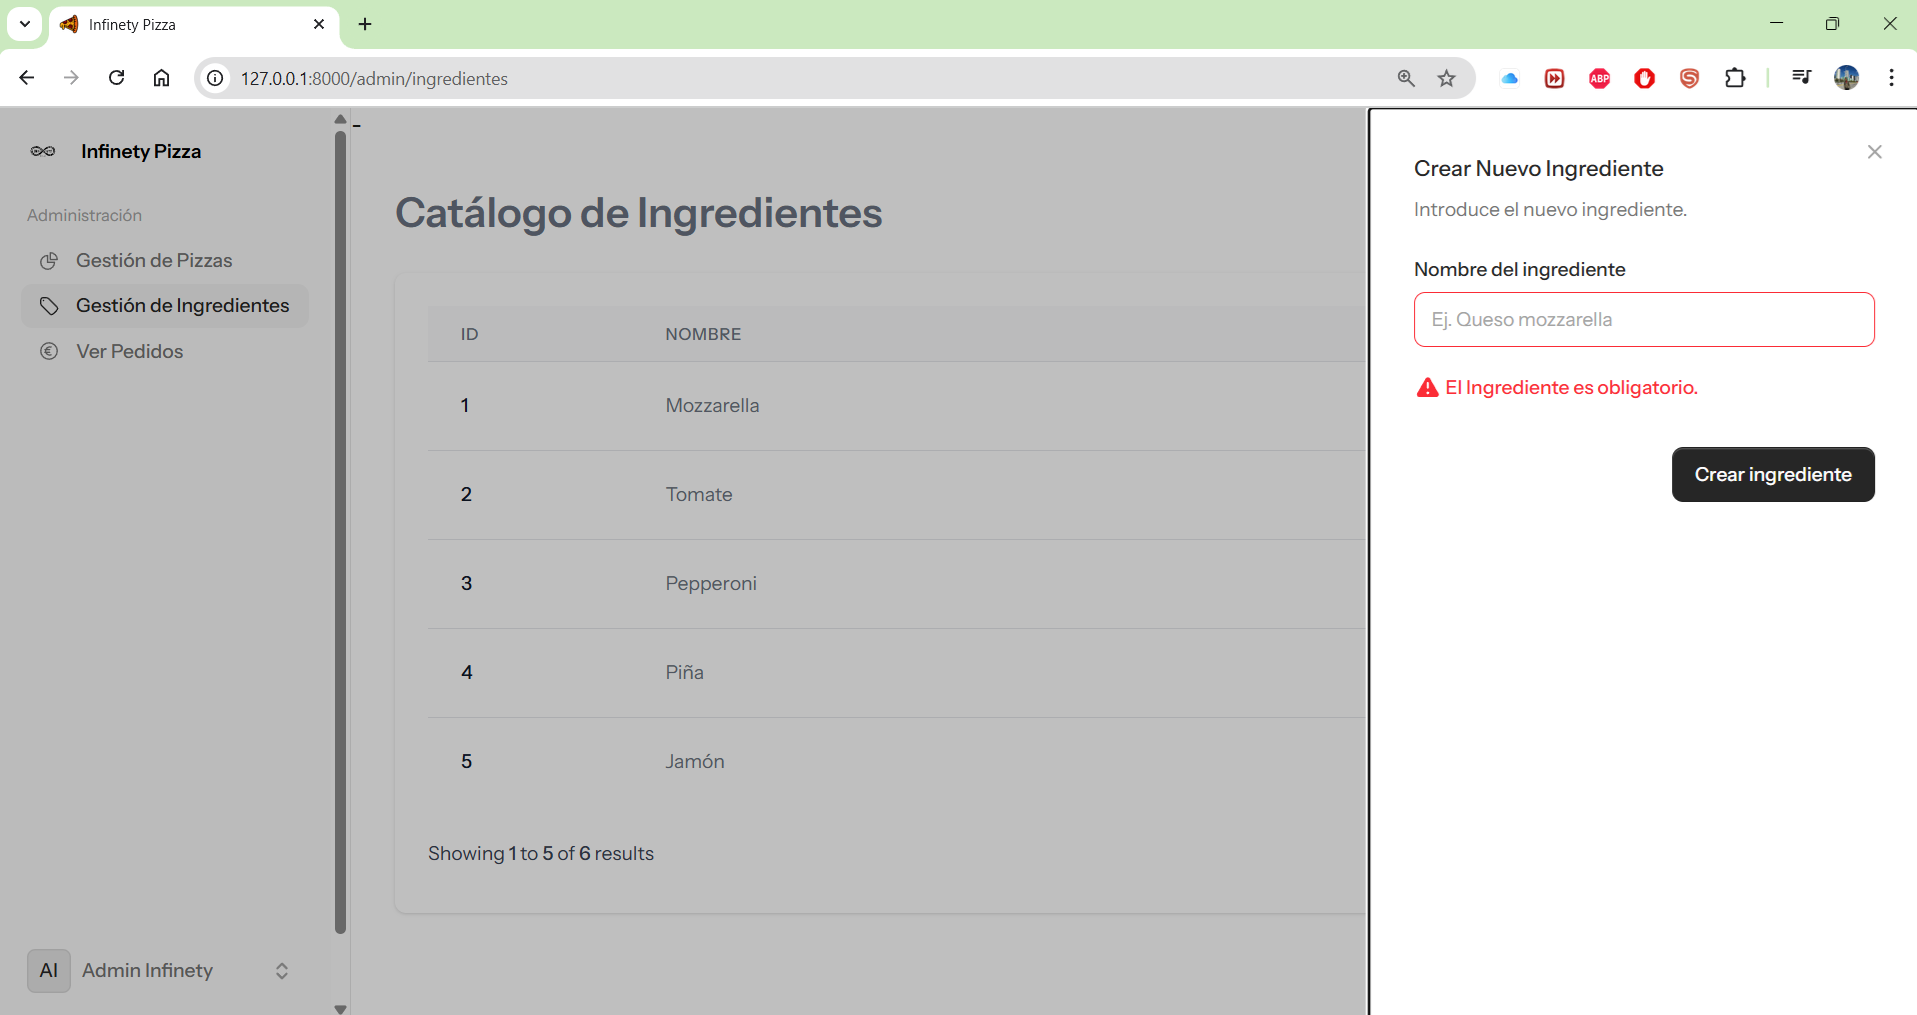 Infinety Pizza
127.0.0.1:8000/admin/ingredientes
ABP
Infinety Pizza
Administración
Gestión de Pizzas
Gestión de Ingredientes
Ver Pedidos
AI Admin Infinety
-
Catálogo de Ingredientes
ID NOMBRE
1 Mozzarella
2 Tomate
3 Pepperoni
4 Piña
5 Jamón
Showing 1 to 5 of 6 results
Crear Nuevo Ingrediente
Introduce el nuevo ingrediente.
Nombre del ingrediente
Ej. Queso mozzarella
El Ingrediente es obligatorio.
Crear ingrediente